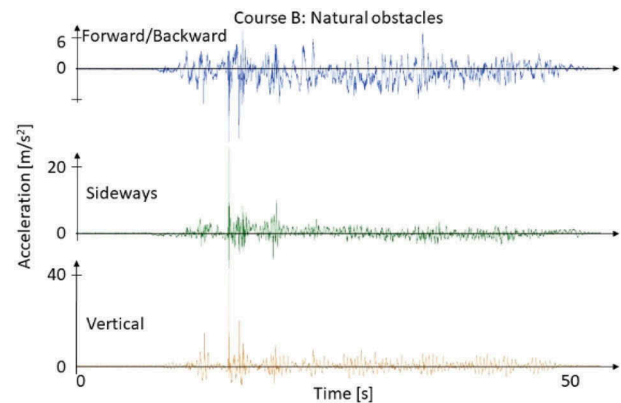 Course B: Natural obstacles
Forward/Backward
6
0
Acceleration [m/s²]
20
Sideways
0
40
Vertical
0
0
50
Time [s]